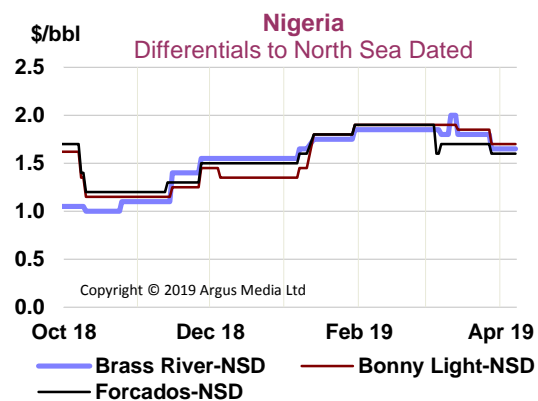 Nigeria
$/bbl
Differentials to North Sea Dated
2.5
2.0
1.5
1.0
0.5
0.0
Copyright © 2019 Argus Media Ltd
Oct 18 Dec 18 Feb 19 Apr 19
Brass River-NSD Bonny Light-NSD
Forcados-NSD